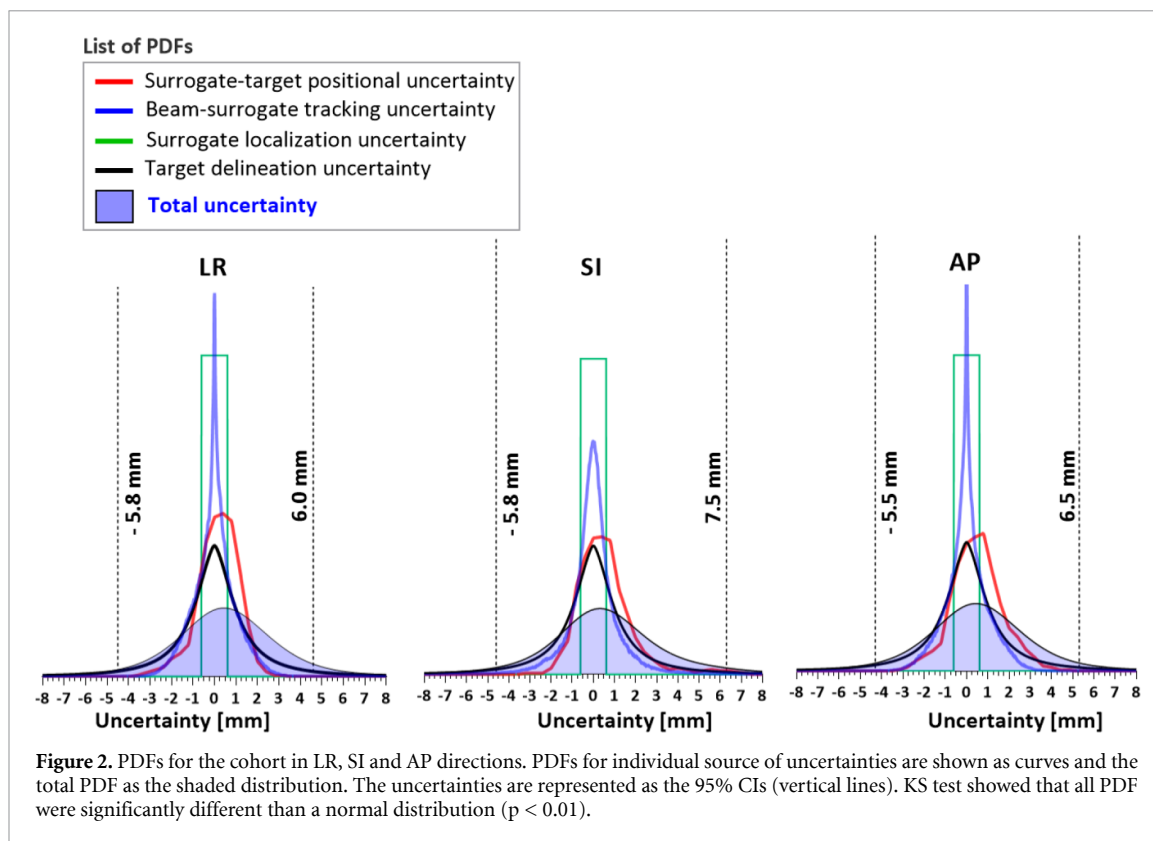 List of PDFs
Surrogate-target positional uncertainty
Beam-surrogate tracking uncertainty
Surrogate localization uncertainty
Target delineation uncertainty
Total uncertainty
LR
- 5.8 mm
6.0 mm
-8 -7 -6 -5 -4 -3 -2 -1 0 1 2 3 4 5 6 7 8
Uncertainty [mm]
SI
- 5.8 mm
7.5 mm
-8 -7 -6 -5 -4 -3 -2 -1 0 1 2 3 4 5 6 7 8
Uncertainty [mm]
AP
- 5.5 mm
6.5 mm
-8 -7 -6 -5 -4 -3 -2 -1 0 1 2 3 4 5 6 7 8
Uncertainty [mm]
Figure 2. PDFs for the cohort in LR, SI and AP directions. PDFs for individual source of uncertainties are shown as curves and the
total PDF as the shaded distribution. The uncertainties are represented as the 95% CIs (vertical lines). KS test showed that all PDF
were significantly different than a normal distribution (p < 0.01).